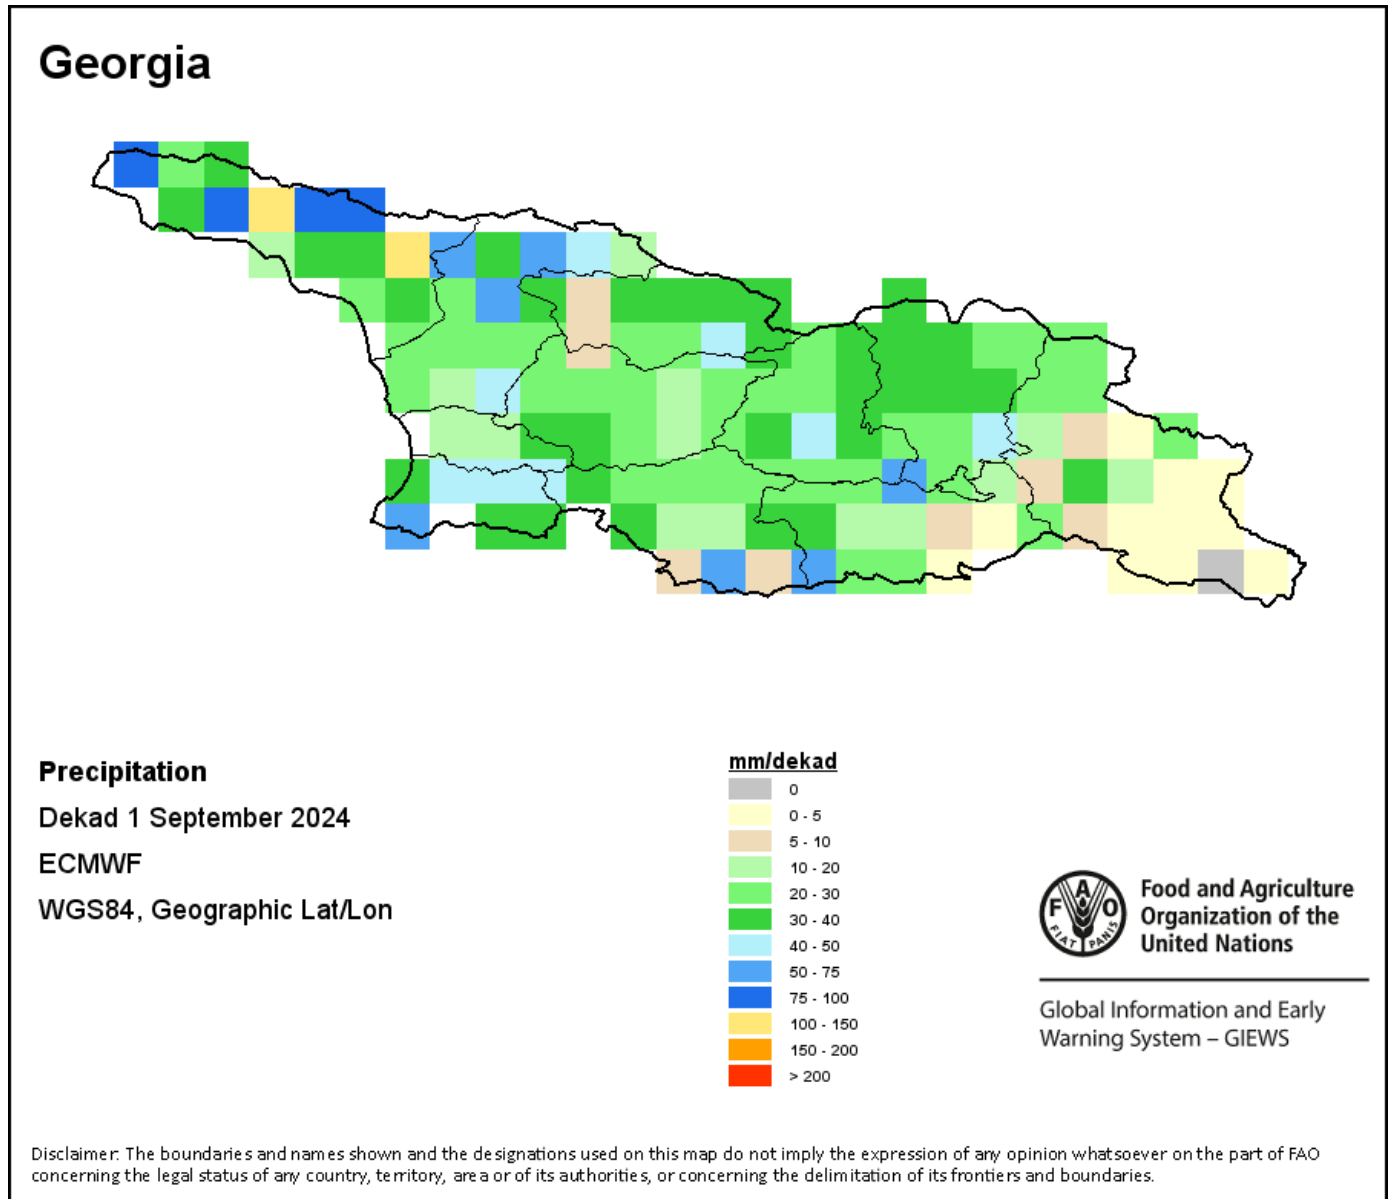 Georgia
Precipitation
Dekad 1 September 2024
ECMWF
WGS84, Geographic Lat/Lon
mm/dekad
0
0 - 5
5 - 10
10 - 20
20 - 30
30 - 40
40 - 50
50 - 75
75 - 100
100 - 150
150 - 200
> 200
F A O
FIAT PANIS
Food and Agriculture
Organization of the
United Nations
Global Information and Early
Warning System – GIEWS
Disclaimer: The boundaries and names shown and the designations used on this map do not imply the expression of any opinion whatsoever on the part of FAO
concerning the legal status of any country, territory, area or of its authorities, or concerning the delimitation of its frontiers and boundaries.